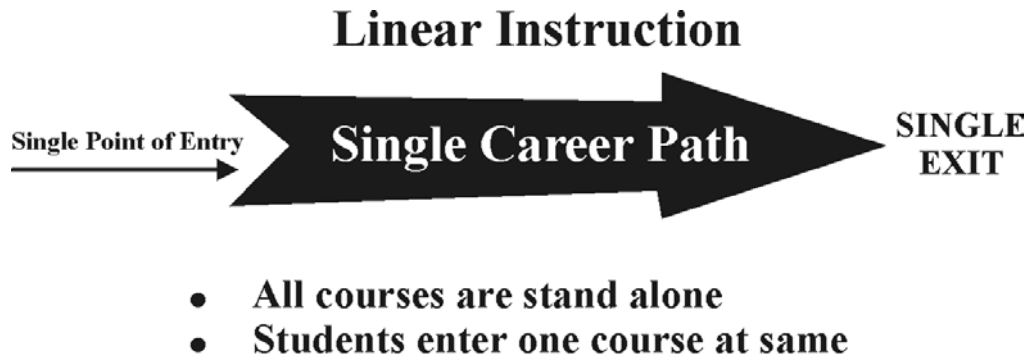 Linear Instruction
Single Point of Entry
Single Career Path
SINGLE
EXIT
• All courses are stand alone
• Students enter one course at same